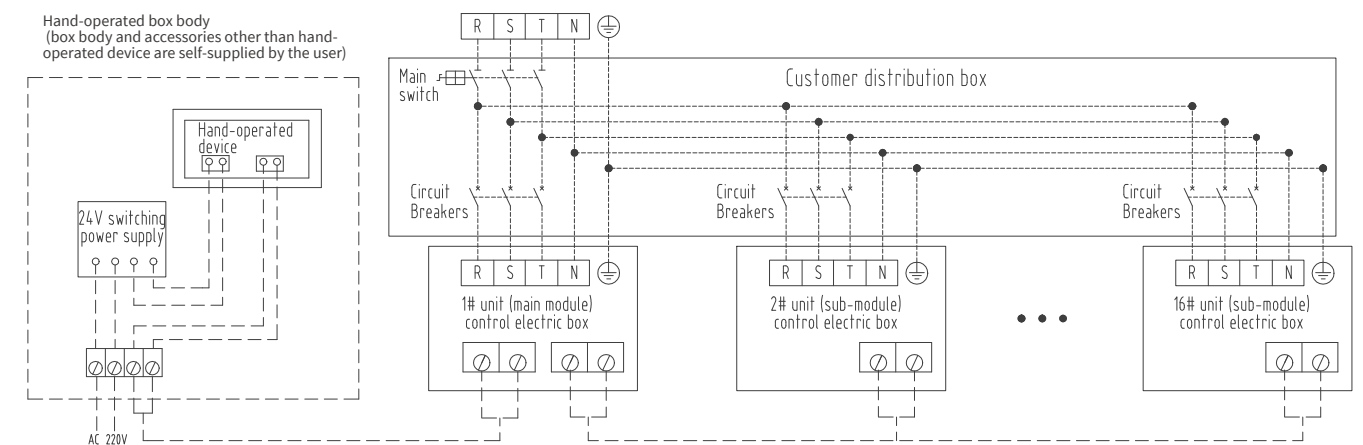 Hand-operated box body
(box body and accessories other than hand-
operated device are self-supplied by the user)
R S T N
Main
switch
Customer distribution box
Hand-operated
device
24V switching
power supply
Circuit
Breakers
Circuit
Breakers
Circuit
Breakers
R S T N
R S T N
R S T N
1# unit (main module)
control electric box
2# unit (sub-module)
control electric box
16# unit (sub-module)
control electric box
AC 220V